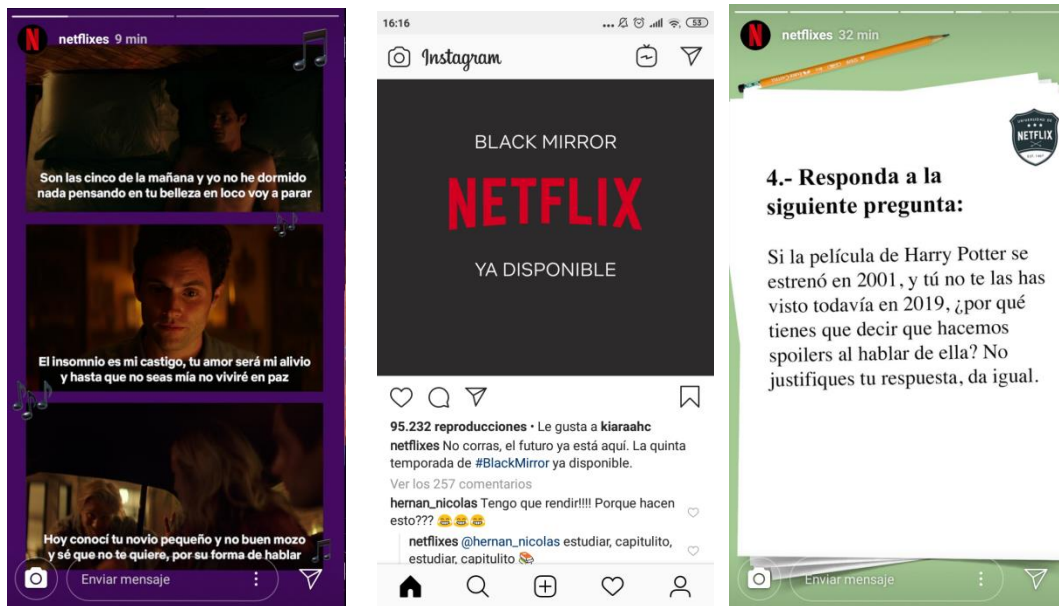 netflixes 9 min
Son las cinco de la mañana y yo no he dormido
nada pensando en tu belleza en loco voy a parar
El insomnio es mi castigo, tu amor será mi alivio
y hasta que no seas mía no viviré en paz
Hoy conocí tu novio pequeño y no buen mozo
y sé que no te quiere, por su forma de hablar
Enviar mensaje
16:16
53
Instagram
BLACK MIRROR
NETFLIX
YA DISPONIBLE
95.232 reproducciones • Le gusta a kiaraahc
netflixes No corras, el futuro ya está aquí. La quinta
temporada de #BlackMirror ya disponible.
Ver los 257 comentarios
hernan_nicolas Tengo que rendir!!!! Porque hacen
esto??? 😂😂😂
netflixes @hernan_nicolas estudiar, capitulito,
estudiar, capitulito 📚
netflixes 32 min
UNIVERSIDAD DE
NETFLIX
4.- Responda a la
siguiente pregunta:
Si la película de Harry Potter se
estrenó en 2001, y tú no te las has
visto todavía en 2019, ¿por qué
tienes que decir que hacemos
spoilers al hablar de ella? No
justifiques tu respuesta, da igual.
Enviar mensaje